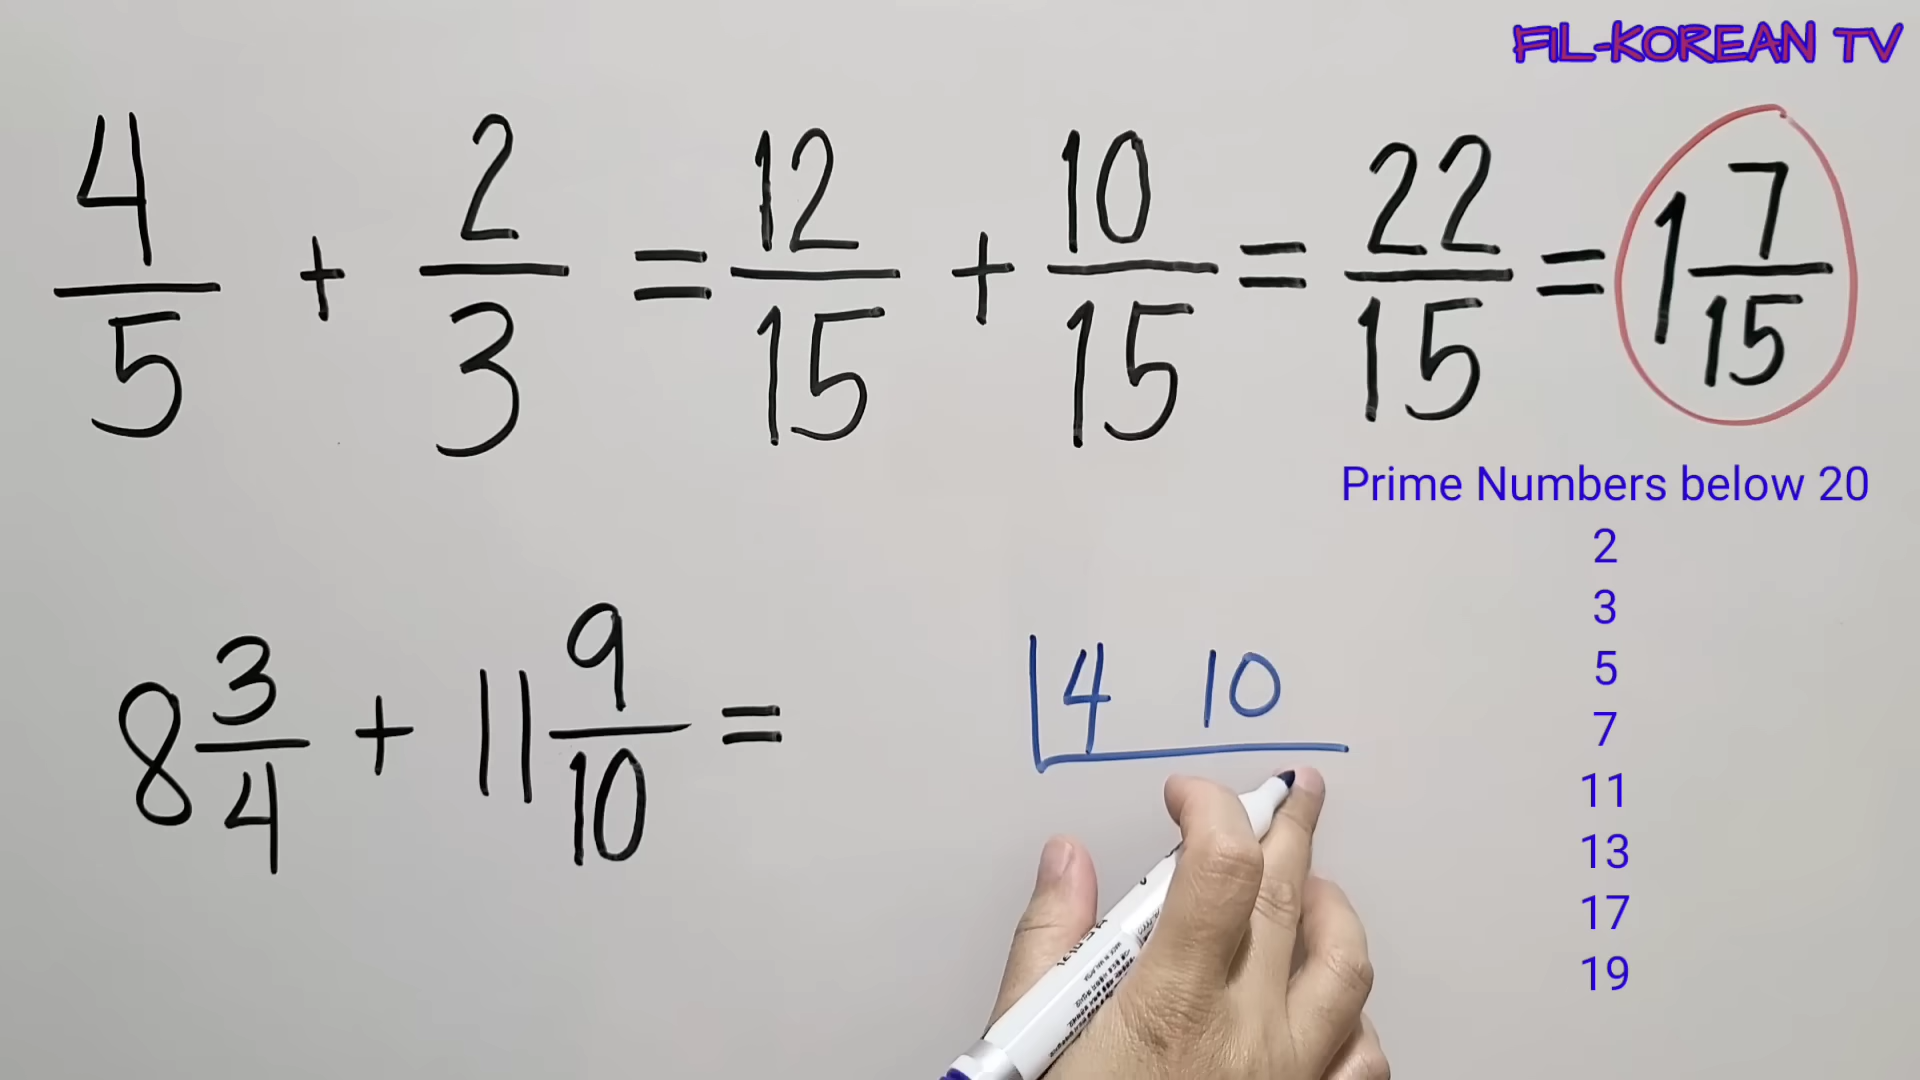 FIL-KOREAN TV
4/5 + 2/3 = 12/15 + 10/15 = 22/15 = 1 7/15
Prime Numbers below 20
2
3
5
7
11
13
17
19
8 3/4 + 11 9/10 =
4 10